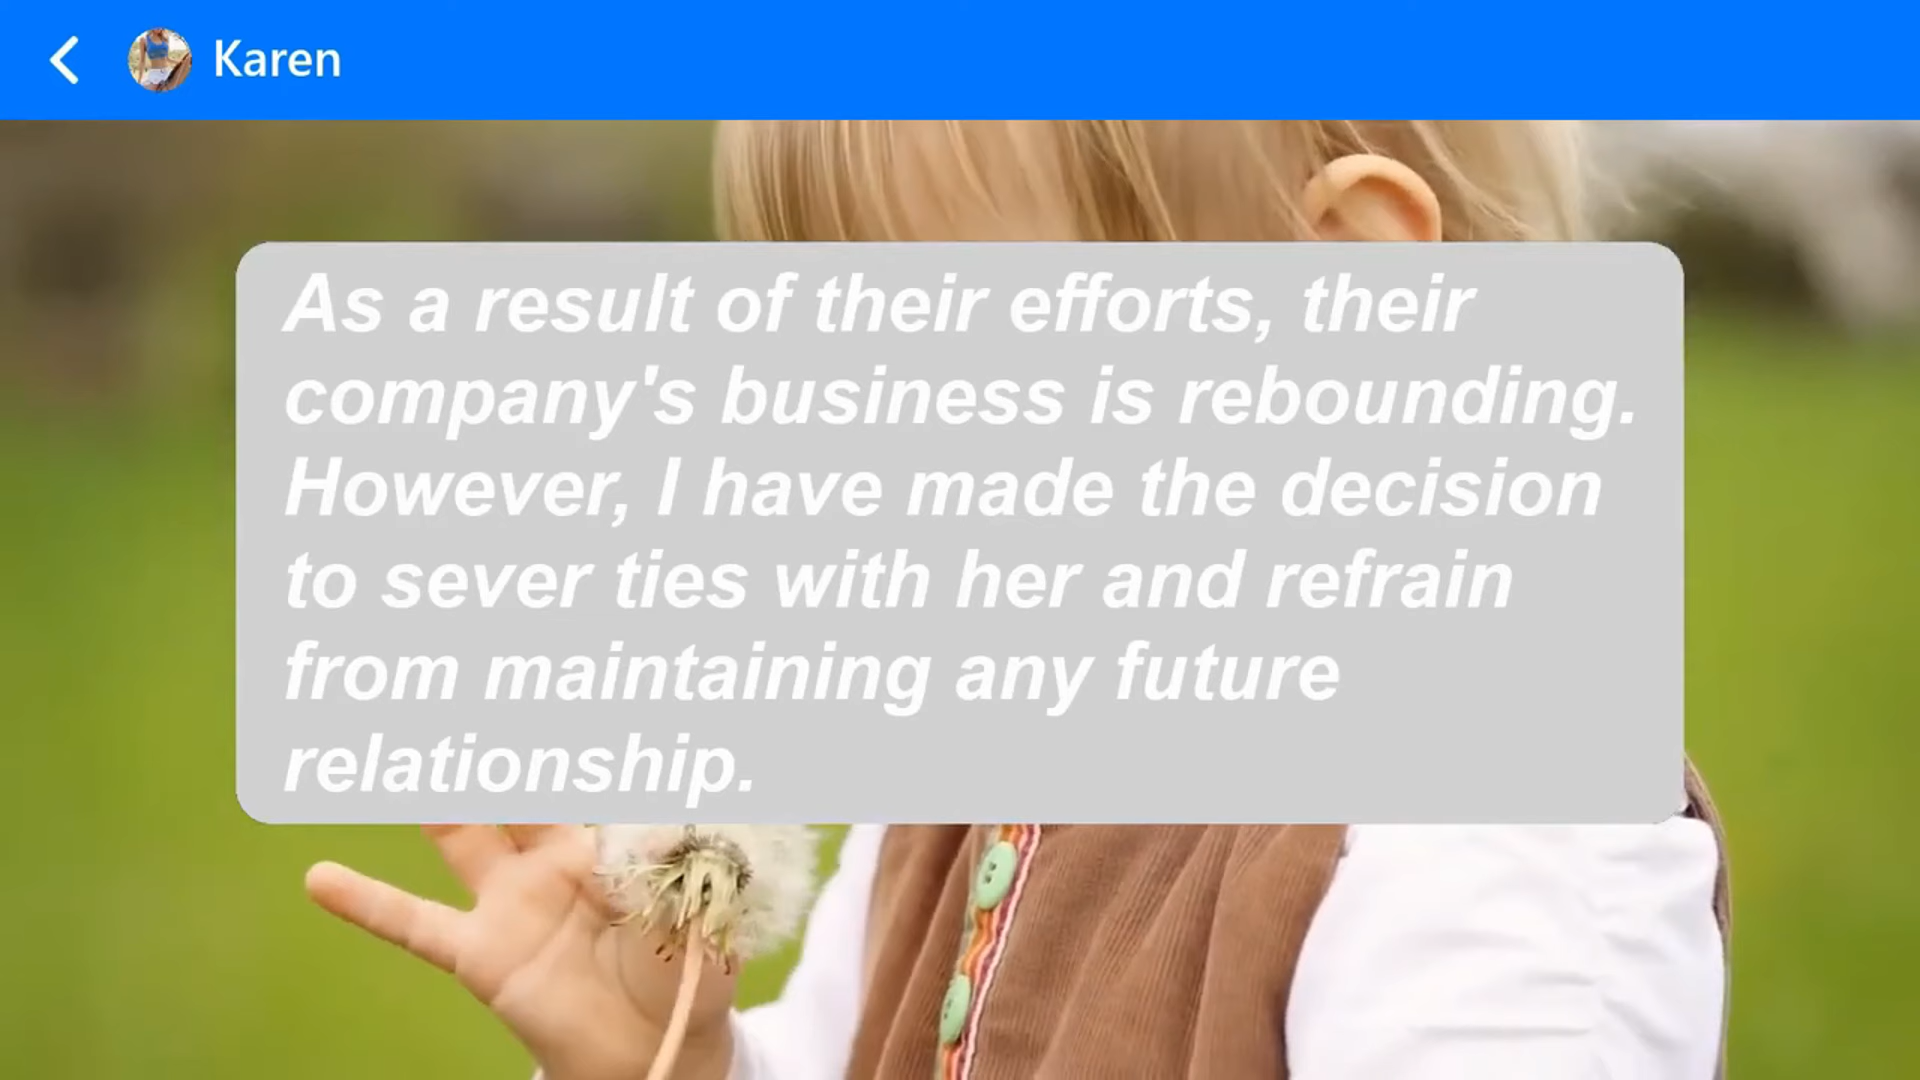 Karen
As a result of their efforts, their
company's business is rebounding.
However, I have made the decision
to sever ties with her and refrain
from maintaining any future
relationship.